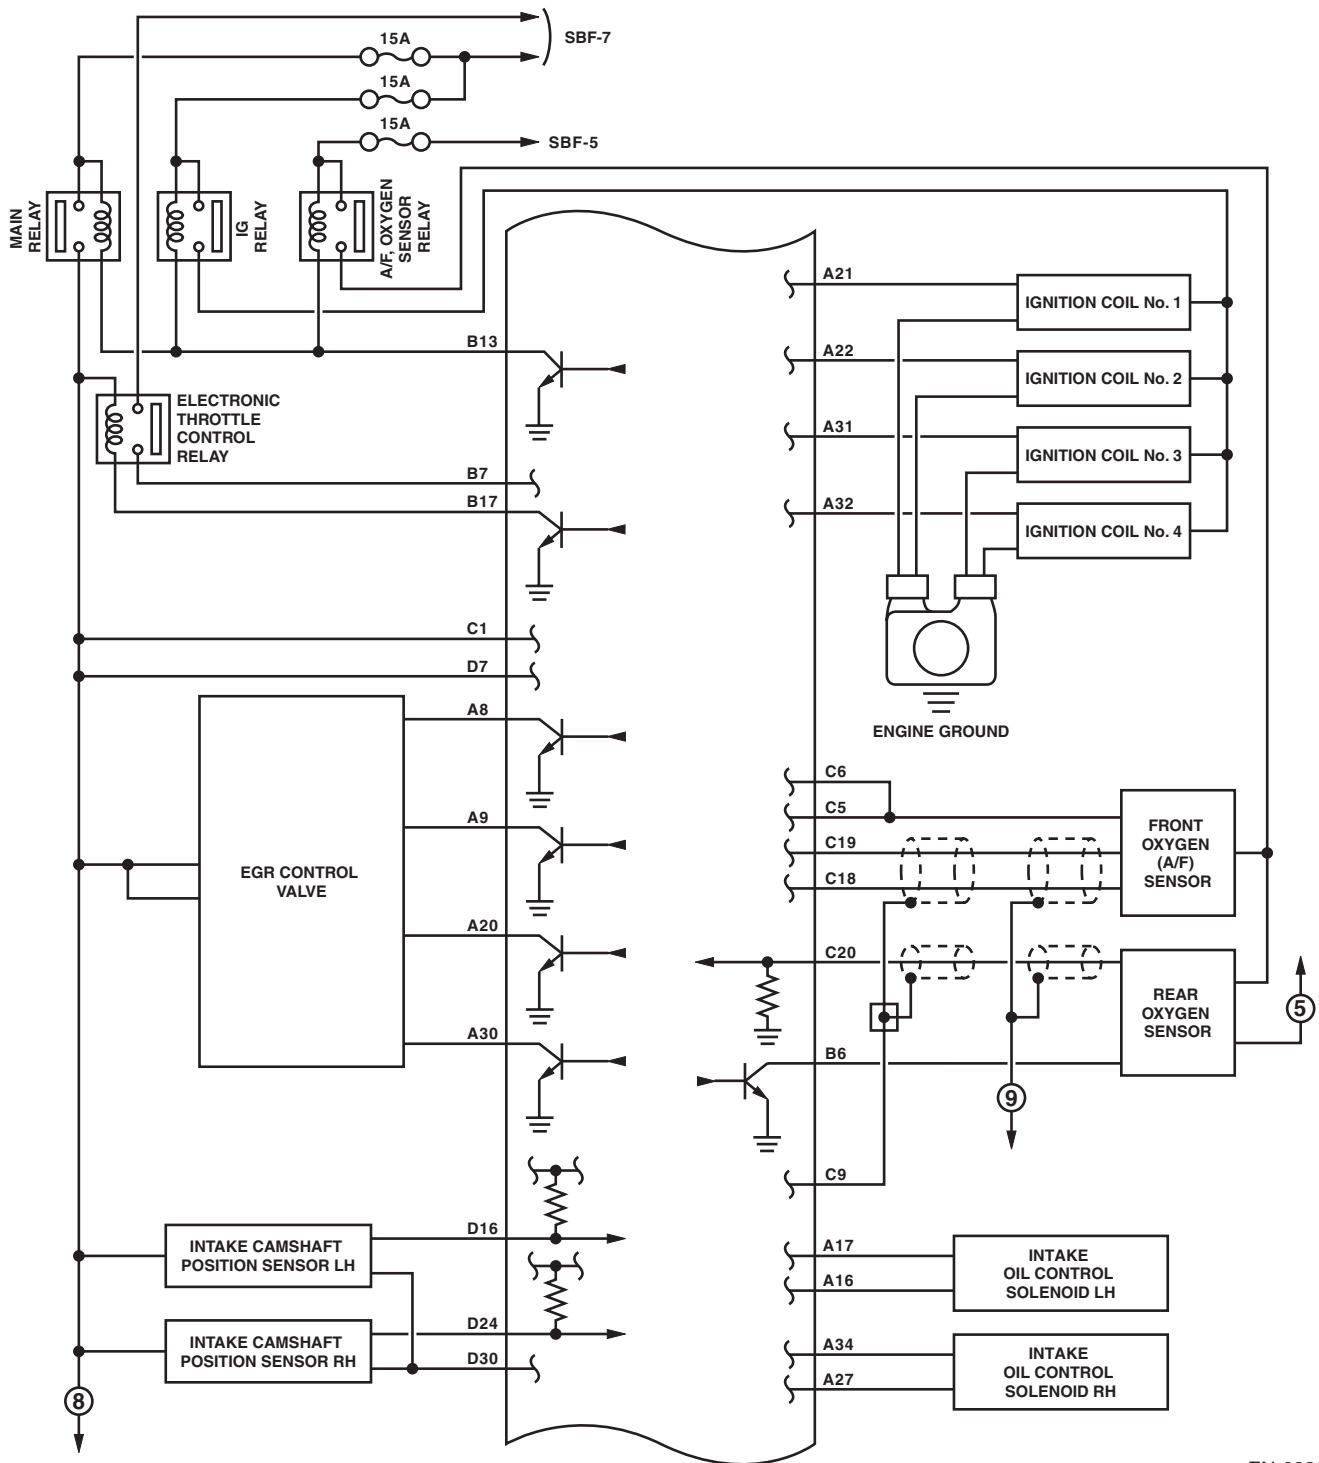 SBF-7
15A
15A
15A
SBF-5
MAIN
RELAY
IG
RELAY
A/F, OXYGEN
SENSOR
RELAY
A21
IGNITION COIL No. 1
B13
A22
IGNITION COIL No. 2
ELECTRONIC
THROTTLE
CONTROL
RELAY
A31
IGNITION COIL No. 3
B7
B17
A32
IGNITION COIL No. 4
C1
D7
A8
ENGINE GROUND
C6
C5
A9
C19
C18
FRONT
OXYGEN
(A/F)
SENSOR
EGR CONTROL
VALVE
A20
C20
REAR
OXYGEN
SENSOR
5
A30
B6
9
C9
D16
INTAKE CAMSHAFT
POSITION SENSOR LH
A17
A16
INTAKE
OIL CONTROL
SOLENOID LH
D24
INTAKE CAMSHAFT
POSITION SENSOR RH
D30
A34
A27
INTAKE
OIL CONTROL
SOLENOID RH
8